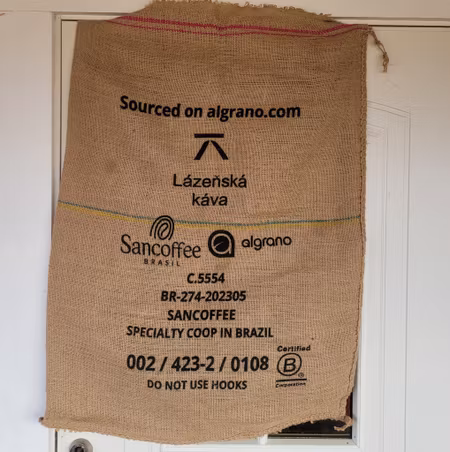 Sourced on algrano.com
Lázeňská
káva
Sancoffee
BRASIL
algrano
C.5554
BR-274-202305
SANCOFFEE
SPECIALTY COOP IN BRAZIL
002 / 423-2 / 0108
Certified
B
Corporation
DO NOT USE HOOKS